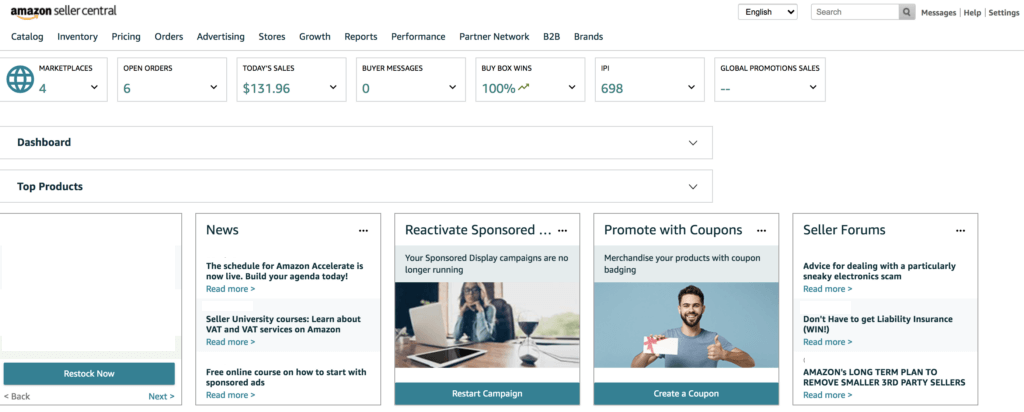 amazon seller central
English
Search
Messages | Help | Settings
Catalog Inventory Pricing Orders Advertising Stores Growth Reports Performance Partner Network B2B Brands
MARKETPLACES
4
OPEN ORDERS
6
TODAY'S SALES
$131.96
BUYER MESSAGES
0
BUY BOX WINS
100%
IPI
698
GLOBAL PROMOTIONS SALES
--
Dashboard
Top Products
Restock Now
< Back Next >
News ...
The schedule for Amazon Accelerate is
now live. Build your agenda today!
Read more >
Seller University courses: Learn about
VAT and VAT services on Amazon
Read more >
Free online course on how to start with
sponsored ads
Read more >
Reactivate Sponsored ... ...
Your Sponsored Display campaigns are no
longer running
Restart Campaign
Promote with Coupons ...
Merchandise your products with coupon
badging
Create a Coupon
Seller Forums ...
Advice for dealing with a particularly
sneaky electronics scam
Read more >
Don't Have to get Liability Insurance
(WIN!)
Read more >
AMAZON's LONG TERM PLAN TO
REMOVE SMALLER 3RD PARTY SELLERS
Read more >